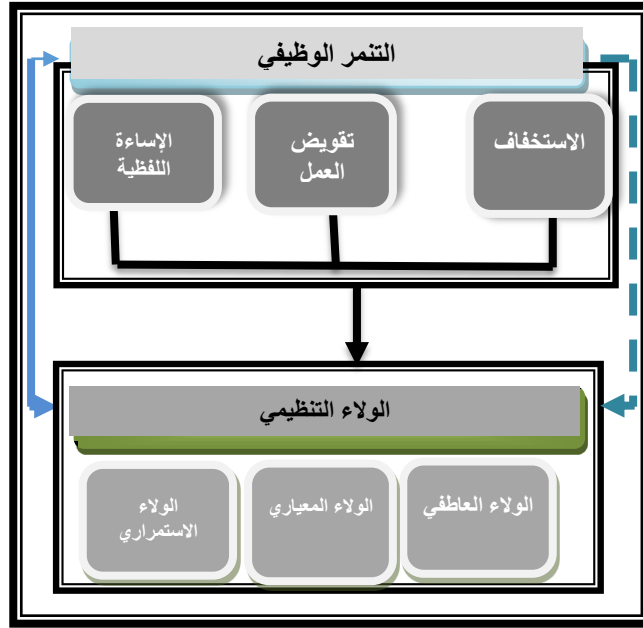 التنمر الوظيفي
الاستخفاف
تقويض
العمل
الإساءة
اللفظية
الولاء التنظيمي
الولاء العاطفي
الولاء المعياري
الولاء
الاستمراري